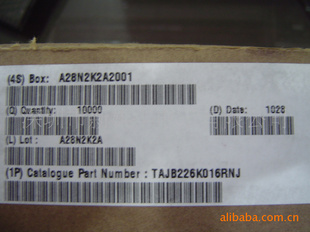 (4S) Box: A28N2K2A2001
(Q) Quantity: 10000 (D) Date: 1028
(L) Lot: A28N2K2A
(1P) Catalogue Part Number : TAJB226K016RNJ
alibaba.com.cn